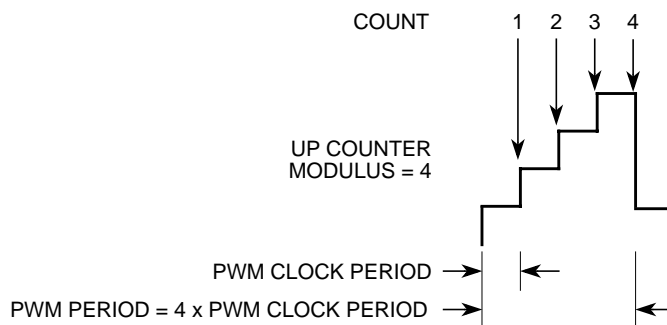 COUNT 1 2 3 4
UP COUNTER
MODULUS = 4
PWM CLOCK PERIOD
PWM PERIOD = 4 x PWM CLOCK PERIOD